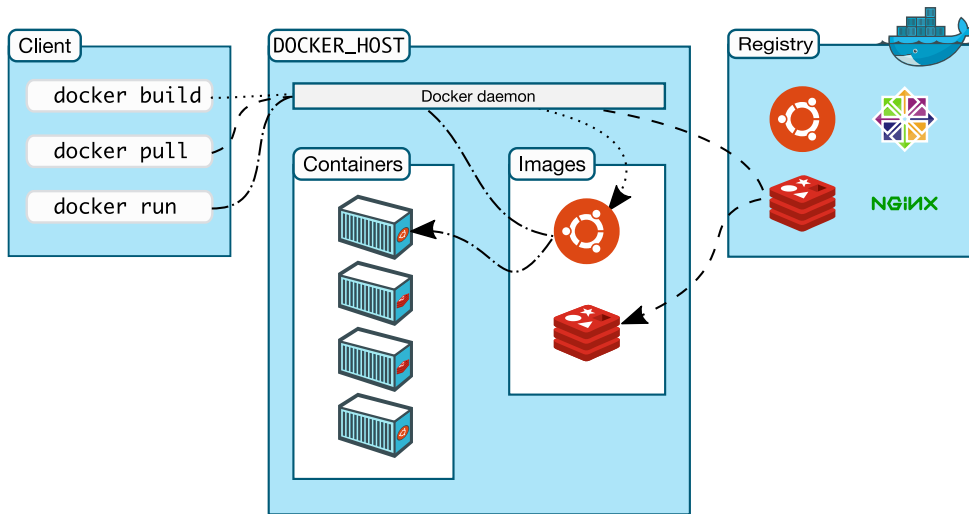 Client
docker build
docker pull
docker run
DOCKER_HOST
Docker daemon
Containers
Images
Registry
NGINX